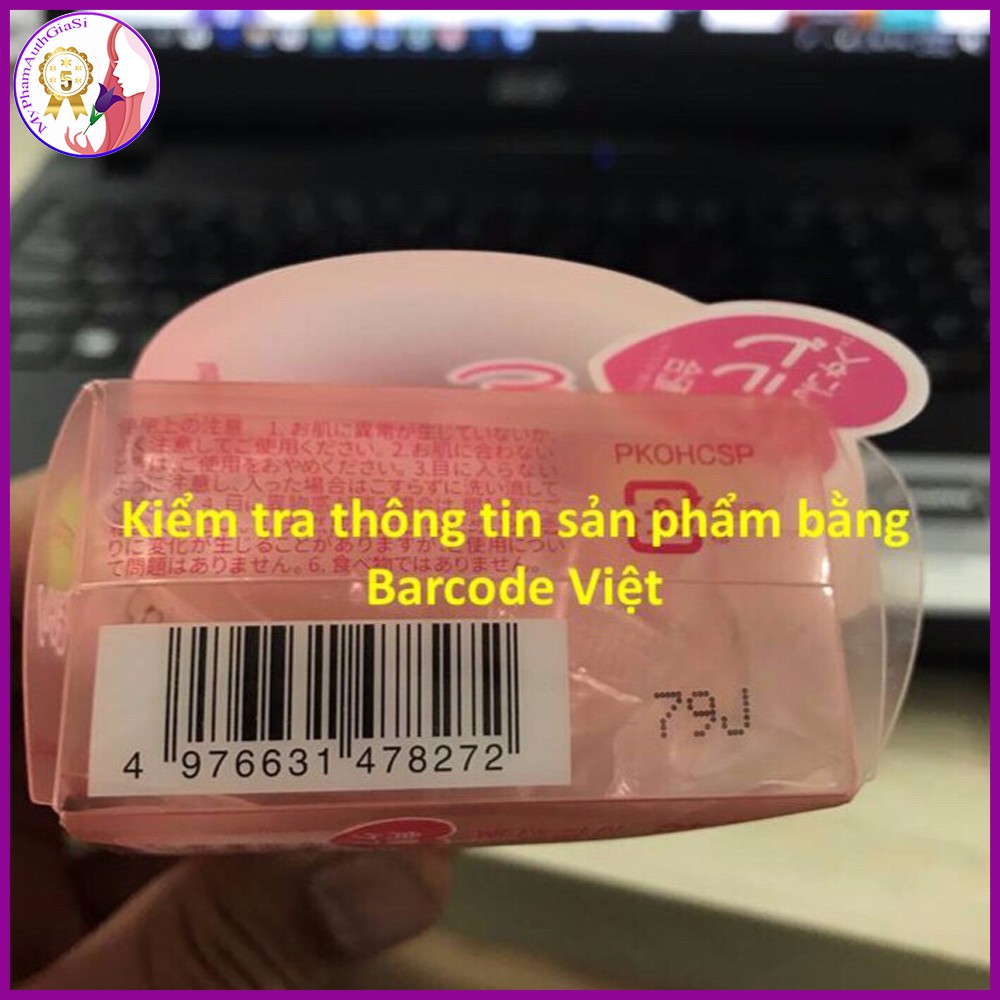 MyPhamAuthGiaSi
5
使用上の注意 1.お肌に異常が生じていないか
く注意してご使用ください。2.お肌に合わない
ときは、ご使用をおやめください。3.目に入らない
ように注意し、入った場合はこすらずに洗い流して
PKOHCSP
Kiểm tra thông tin sản phẩm bằng
りに変化が生じることがありますが、ご使用につい
て問題はありません。6.食べ物ではありません。
Barcode Việt
79J
4 976631 478272